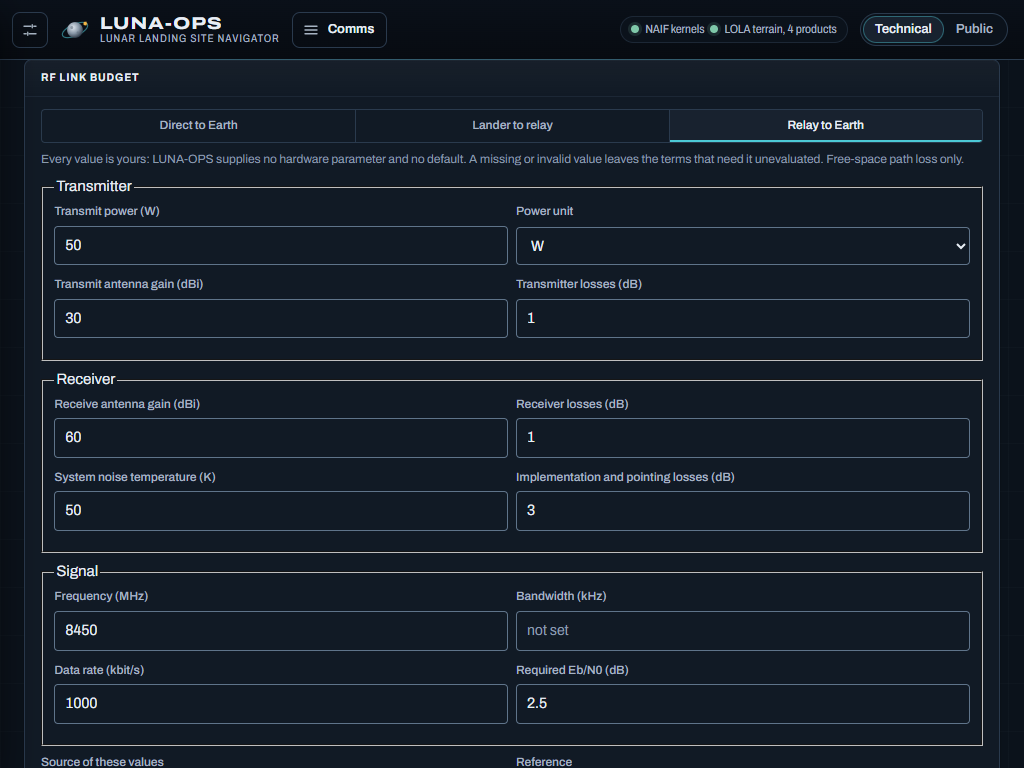 LUNA-OPS
LUNAR LANDING SITE NAVIGATOR
Comms
NAIF kernels
LOLA terrain, 4 products
Technical
Public
RF LINK BUDGET
Direct to Earth
Lander to relay
Relay to Earth
Every value is yours: LUNA-OPS supplies no hardware parameter and no default. A missing or invalid value leaves the terms that need it unevaluated. Free-space path loss only.
Transmitter
Transmit power (W)
Power unit
50
W
Transmit antenna gain (dBi)
Transmitter losses (dB)
30
1
Receiver
Receive antenna gain (dBi)
Receiver losses (dB)
60
1
System noise temperature (K)
Implementation and pointing losses (dB)
50
3
Signal
Frequency (MHz)
Bandwidth (kHz)
8450
not set
Data rate (kbit/s)
Required Eb/N0 (dB)
1000
2.5
Source of these values
Reference